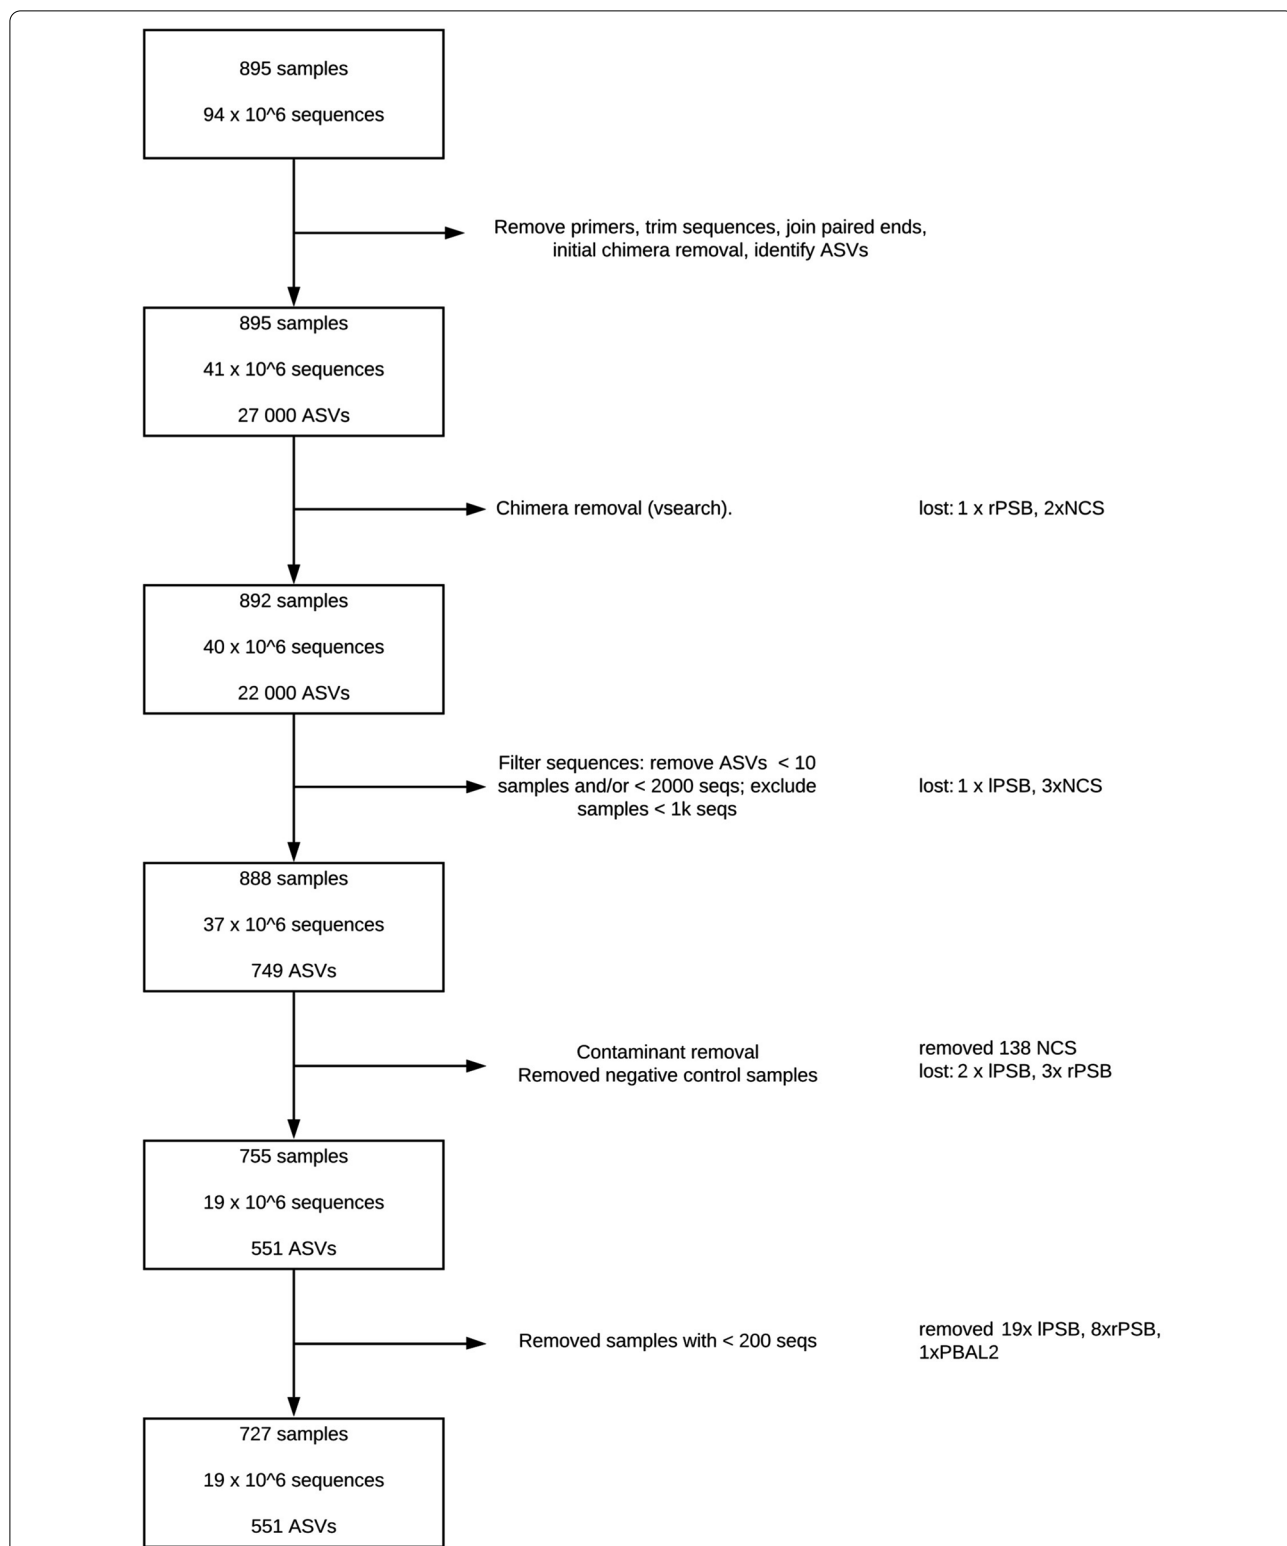 895 samples
94 x 10^6 sequences
Remove primers, trim sequences, join paired ends,
initial chimera removal, identify ASVs
895 samples
41 x 10^6 sequences
27 000 ASVs
Chimera removal (vsearch).
lost: 1 x rPSB, 2xNCS
892 samples
40 x 10^6 sequences
22 000 ASVs
Filter sequences: remove ASVs < 10
samples and/or < 2000 seqs; exclude
samples < 1k seqs
lost: 1 x lPSB, 3xNCS
888 samples
37 x 10^6 sequences
749 ASVs
Contaminant removal
Removed negative control samples
removed 138 NCS
lost: 2 x lPSB, 3x rPSB
755 samples
19 x 10^6 sequences
551 ASVs
Removed samples with < 200 seqs
removed 19x lPSB, 8xrPSB,
1xPBAL2
727 samples
19 x 10^6 sequences
551 ASVs